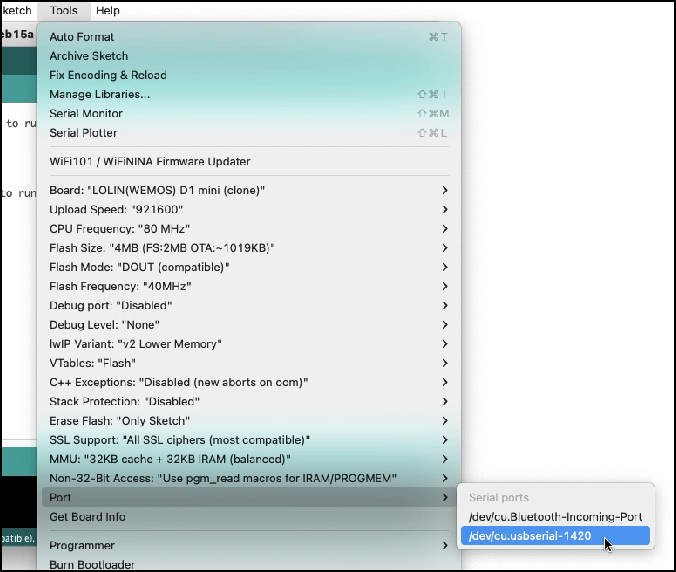 ketch Tools Help
eb15a
Auto Format ⌘T
Archive Sketch
Fix Encoding & Reload
Manage Libraries... ⇧⌘I
to ru
Serial Monitor ⇧⌘M
Serial Plotter ⇧⌘L
WiFi101 / WiFiNINA Firmware Updater
to run
Board: "LOLIN(WEMOS) D1 mini (clone)"
Upload Speed: "921600"
CPU Frequency: "80 MHz"
Flash Size: "4MB (FS:2MB OTA:~1019KB)"
Flash Mode: "DOUT (compatible)"
Flash Frequency: "40MHz"
Debug port: "Disabled"
Debug Level: "None"
lwIP Variant: "v2 Lower Memory"
VTables: "Flash"
C++ Exceptions: "Disabled (new aborts on oom)"
Stack Protection: "Disabled"
Erase Flash: "Only Sketch"
SSL Support: "All SSL ciphers (most compatible)"
MMU: "32KB cache + 32KB IRAM (balanced)"
Non-32-Bit Access: "Use pgm_read macros for IRAM/PROGMEM"
Port
Serial ports
/dev/cu.Bluetooth-Incoming-Port
/dev/cu.usbserial-1420
Get Board Info
patible),
Programmer
Burn Bootloader